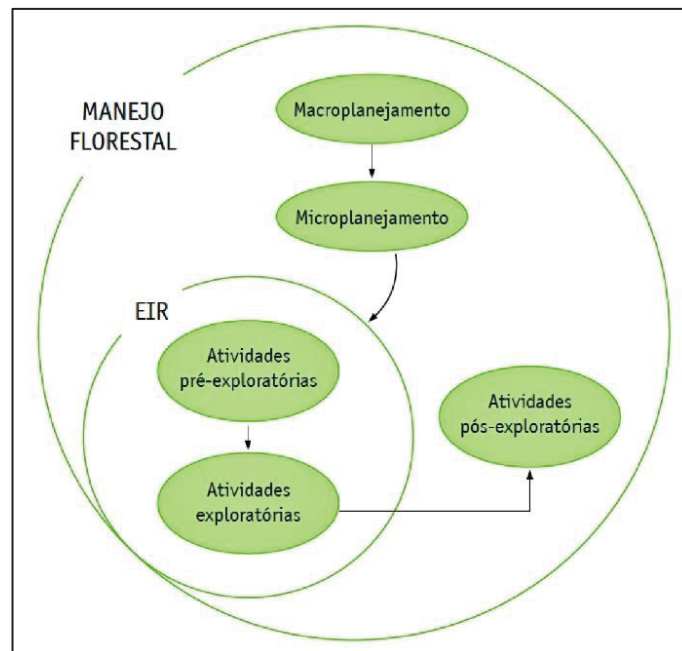 MANEJO
FLORESTAL
Macroplanejamento
Microplanejamento
EIR
Atividades
pré-exploratórias
Atividades
exploratórias
Atividades
pós-exploratórias